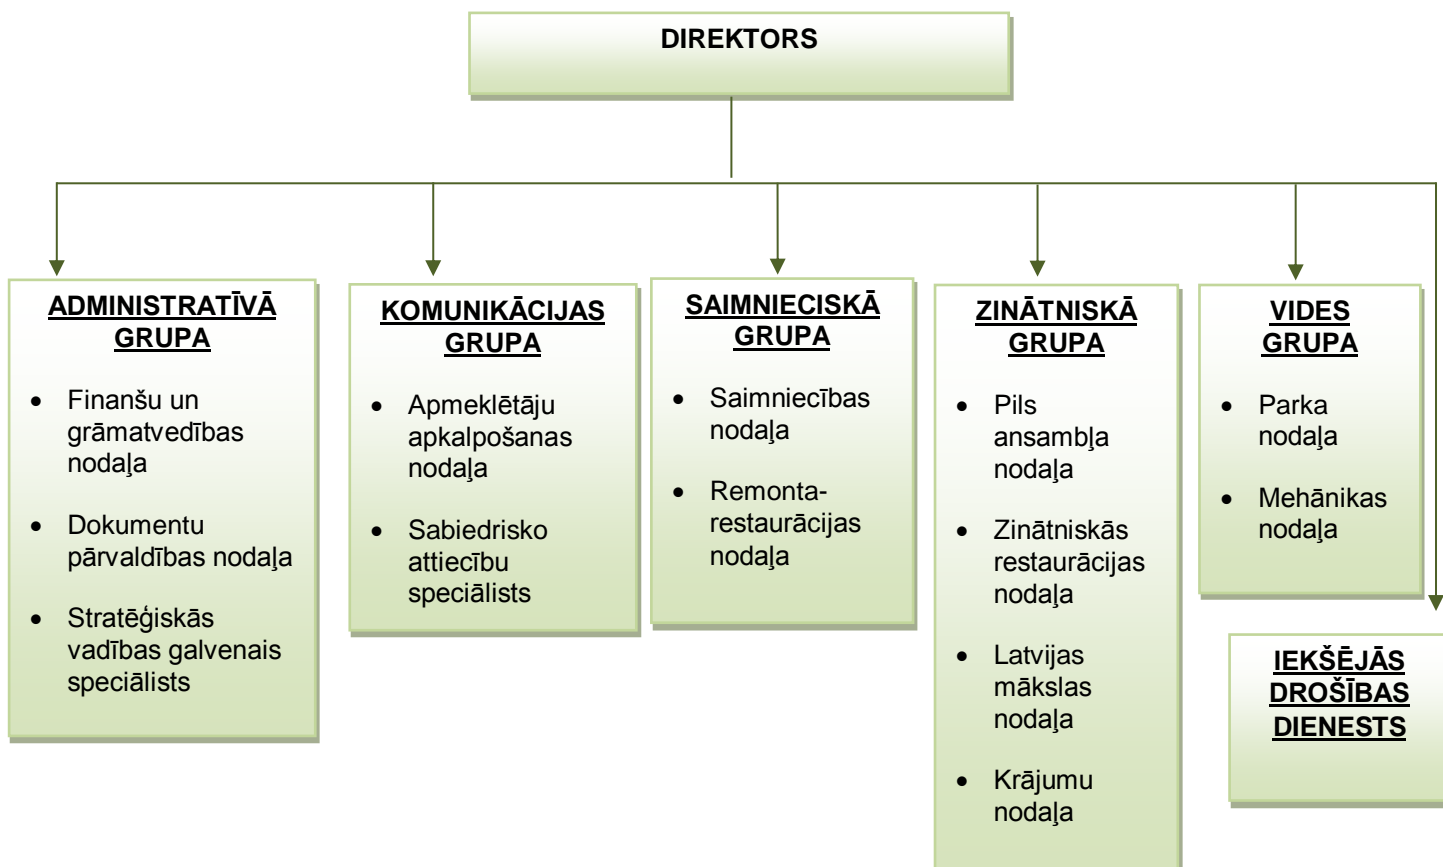 DIREKTORS
ADMINISTRATĪVĀ
GRUPA
• Finanšu un
grāmatvedības
nodaļa
• Dokumentu
pārvaldības nodaļa
• Stratēģiskās
vadības galvenais
speciālists
KOMUNIKĀCIJAS
GRUPA
• Apmeklētāju
apkalpošanas
nodaļa
• Sabiedrisko
attiecību
speciālists
SAIMNIECISKĀ
GRUPA
• Saimniecības
nodaļa
• Remonta-
restaurācijas
nodaļa
ZINĀTNISKĀ
GRUPA
• Pils
ansambļa
nodaļa
• Zinātniskās
restaurācijas
nodaļa
• Latvijas
mākslas
nodaļa
• Krājumu
nodaļa
VIDES
GRUPA
• Parka
nodaļa
• Mehānikas
nodaļa
IEKŠĒJĀS
DROŠĪBAS
DIENESTS